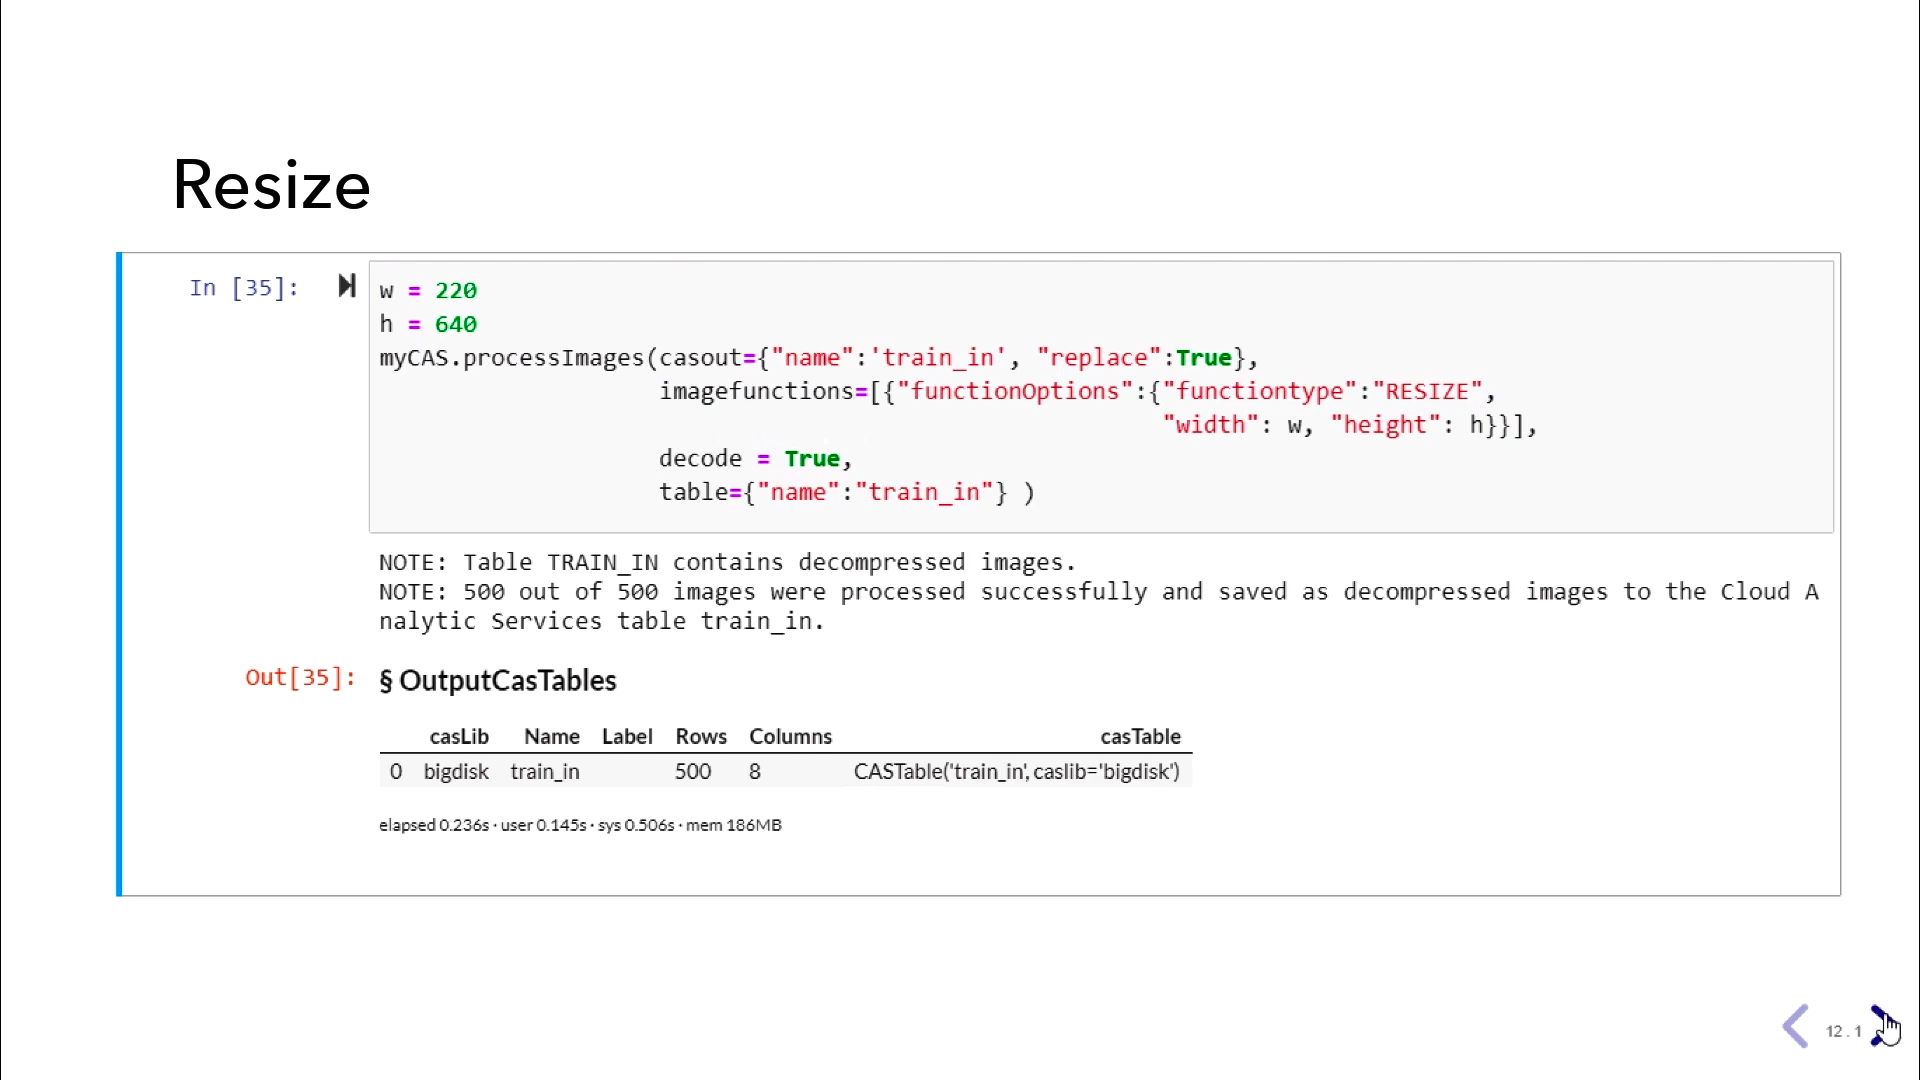 Resize
In [35]:
w = 220
h = 640
myCAS.processImages(casout={"name":'train_in', "replace":True},
imagefunctions=[{"functionOptions":{"functiontype":"RESIZE",
"width": w, "height": h}}],
decode = True,
table={"name":"train_in"} )
NOTE: Table TRAIN_IN contains decompressed images.
NOTE: 500 out of 500 images were processed successfully and saved as decompressed images to the Cloud A
nalytic Services table train_in.
Out[35]: § OutputCasTables
casLib Name Label Rows Columns casTable
0 bigdisk train_in 500 8 CASTable('train_in', caslib='bigdisk')
elapsed 0.236s · user 0.145s · sys 0.506s · mem 186MB
12.1